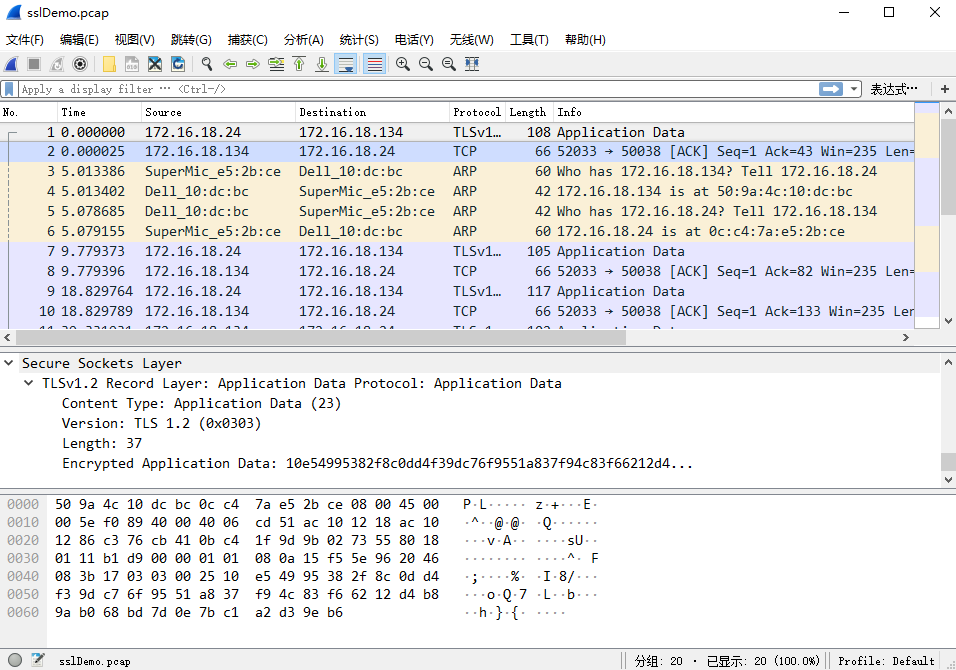 sslDemo.pcap
文件(F) 编辑(E) 视图(V) 跳转(G) 捕获(C) 分析(A) 统计(S) 电话(Y) 无线(W) 工具(T) 帮助(H)
Apply a display filter … <Ctrl-/> 表达式… +
No. Time Source Destination Protocol Length Info
1 0.000000 172.16.18.24 172.16.18.134 TLSv1… 108 Application Data
2 0.000025 172.16.18.134 172.16.18.24 TCP 66 52033 → 50038 [ACK] Seq=1 Ack=43 Win=235 Len=
3 5.013386 SuperMic_e5:2b:ce Dell_10:dc:bc ARP 60 Who has 172.16.18.134? Tell 172.16.18.24
4 5.013402 Dell_10:dc:bc SuperMic_e5:2b:ce ARP 42 172.16.18.134 is at 50:9a:4c:10:dc:bc
5 5.078685 Dell_10:dc:bc SuperMic_e5:2b:ce ARP 42 Who has 172.16.18.24? Tell 172.16.18.134
6 5.079155 SuperMic_e5:2b:ce Dell_10:dc:bc ARP 60 172.16.18.24 is at 0c:c4:7a:e5:2b:ce
7 9.779373 172.16.18.24 172.16.18.134 TLSv1… 105 Application Data
8 9.779396 172.16.18.134 172.16.18.24 TCP 66 52033 → 50038 [ACK] Seq=1 Ack=82 Win=235 Len=
9 18.829764 172.16.18.24 172.16.18.134 TLSv1… 117 Application Data
10 18.829789 172.16.18.134 172.16.18.24 TCP 66 52033 → 50038 [ACK] Seq=1 Ack=133 Win=235 Ler
Secure Sockets Layer
TLSv1.2 Record Layer: Application Data Protocol: Application Data
Content Type: Application Data (23)
Version: TLS 1.2 (0x0303)
Length: 37
Encrypted Application Data: 10e54995382f8c0dd4f39dc76f9551a837f94c83f66212d4...
0000 50 9a 4c 10 dc bc 0c c4 7a e5 2b ce 08 00 45 00 P·L····· z·+···E·
0010 00 5e f0 89 40 00 40 06 cd 51 ac 10 12 18 ac 10 ·^··@·@· ·Q······
0020 12 86 c3 76 cb 41 0b c4 1f 9d 9b 02 73 55 80 18 ···v·A·· ····sU··
0030 01 11 b1 d9 00 00 01 01 08 0a 15 f5 5e 96 20 46 ········ ····^· F
0040 08 3b 17 03 03 00 25 10 e5 49 95 38 2f 8c 0d d4 ·;····%· ·I·8/···
0050 f3 9d c7 6f 95 51 a8 37 f9 4c 83 f6 62 12 d4 b8 ···o·Q·7 ·L··b···
0060 9a b0 68 bd 7d 0e 7b c1 a2 d3 9e b6 ··h·}·{· ····
sslDemo.pcap 分组: 20 · 已显示: 20 (100.0%) Profile: Default